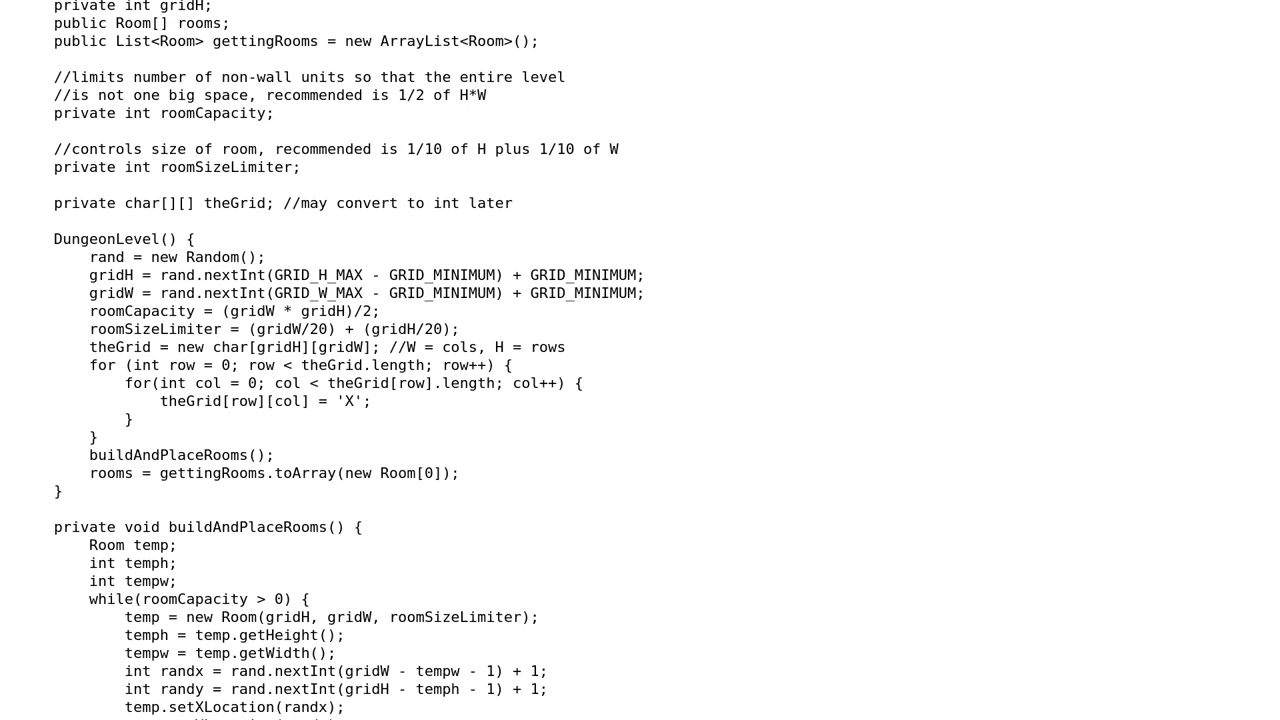 private int gridH;
public Room[] rooms;
public List<Room> gettingRooms = new ArrayList<Room>();

//limits number of non-wall units so that the entire level
//is not one big space, recommended is 1/2 of H*W
private int roomCapacity;

//controls size of room, recommended is 1/10 of H plus 1/10 of W
private int roomSizeLimiter;

private char[][] theGrid; //may convert to int later

DungeonLevel() {
    rand = new Random();
    gridH = rand.nextInt(GRID_H_MAX - GRID_MINIMUM) + GRID_MINIMUM;
    gridW = rand.nextInt(GRID_W_MAX - GRID_MINIMUM) + GRID_MINIMUM;
    roomCapacity = (gridW * gridH)/2;
    roomSizeLimiter = (gridW/20) + (gridH/20);
    theGrid = new char[gridH][gridW]; //W = cols, H = rows
    for (int row = 0; row < theGrid.length; row++) {
        for(int col = 0; col < theGrid[row].length; col++) {
            theGrid[row][col] = 'X';
        }
    }
    buildAndPlaceRooms();
    rooms = gettingRooms.toArray(new Room[0]);
}

private void buildAndPlaceRooms() {
    Room temp;
    int temph;
    int tempw;
    while(roomCapacity > 0) {
        temp = new Room(gridH, gridW, roomSizeLimiter);
        temph = temp.getHeight();
        tempw = temp.getWidth();
        int randx = rand.nextInt(gridW - tempw - 1) + 1;
        int randy = rand.nextInt(gridH - temph - 1) + 1;
        temp.setXLocation(randx);